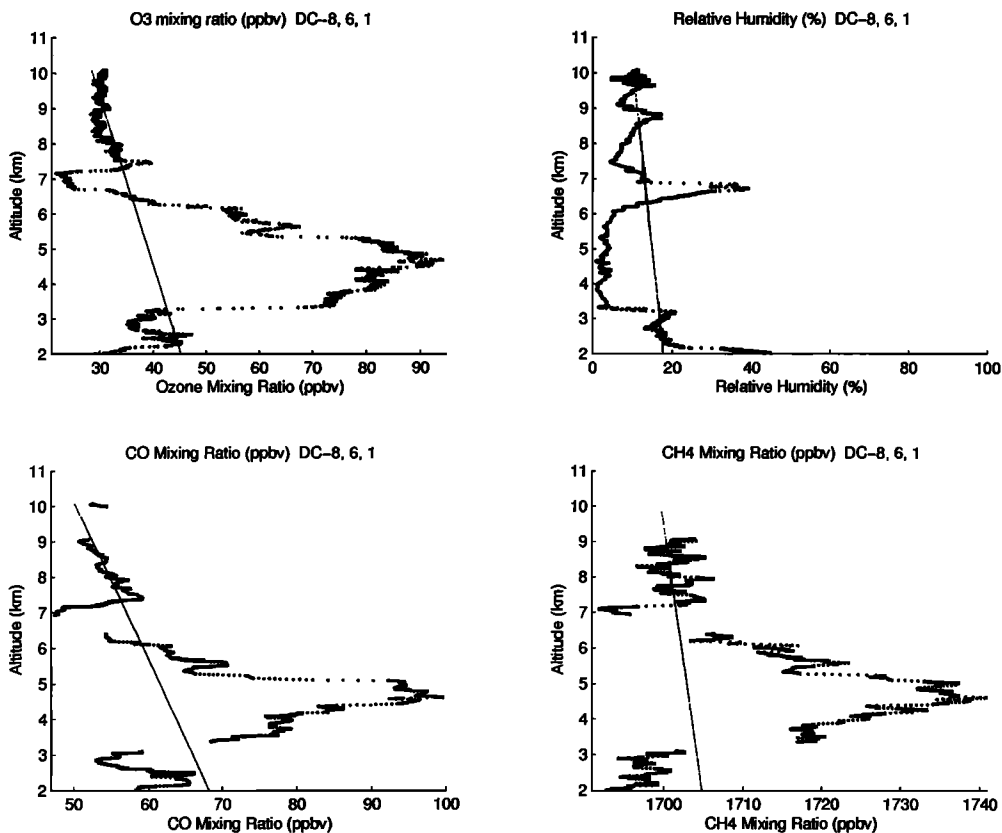 O3 mixing ratio (ppbv) DC-8, 6, 1
11
10
9
8
7
6
5
4
3
2
Altitude (km)
30 40 50 60 70 80 90
Ozone Mixing Ratio (ppbv)
Relative Humidity (%) DC-8, 6, 1
11
10
9
8
7
6
5
4
3
2
Altitude (km)
0 20 40 60 80 100
Relative Humidity (%)
CO Mixing Ratio (ppbv) DC-8, 6, 1
11
10
9
8
7
6
5
4
3
2
Altitude (km)
50 60 70 80 90 100
CO Mixing Ratio (ppbv)
CH4 Mixing Ratio (ppbv) DC-8, 6, 1
11
10
9
8
7
6
5
4
3
2
Altitude (km)
1700 1710 1720 1730 1740
CH4 Mixing Ratio (ppbv)